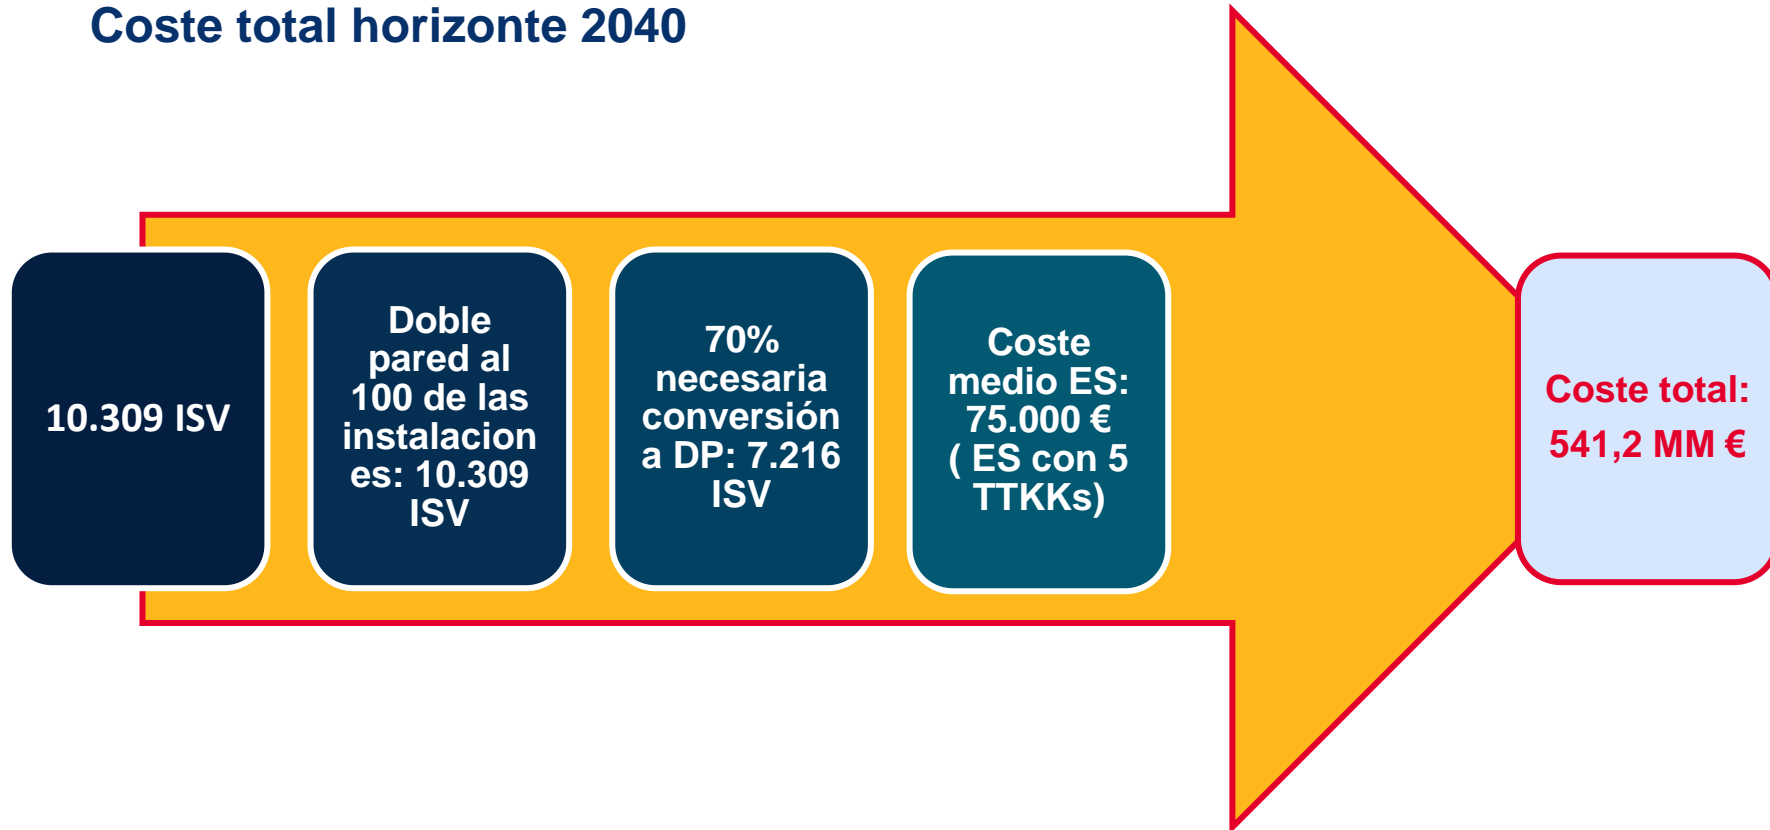 Coste total horizonte 2040
10.309 ISV
Doble
pared al
100 de las
instalacion
es: 10.309
ISV
70%
necesaria
conversión
a DP: 7.216
ISV
Coste
medio ES:
75.000 €
( ES con 5
TTKKs)
Coste total:
541,2 MM €